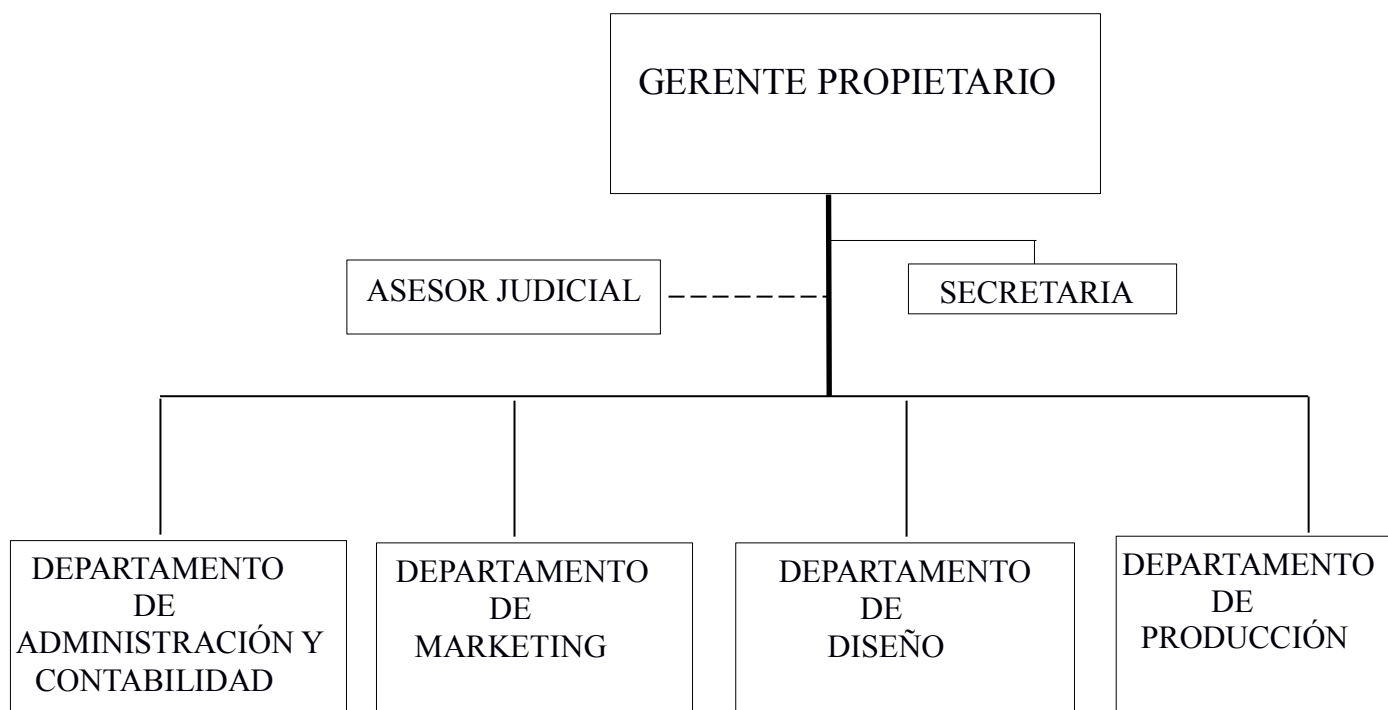 GERENTE PROPIETARIO
ASESOR JUDICIAL
SECRETARIA
DEPARTAMENTO
DE
ADMINISTRACIÓN Y
CONTABILIDAD
DEPARTAMENTO
DE
MARKETING
DEPARTAMENTO
DE
DISEÑO
DEPARTAMENTO
DE
PRODUCCIÓN